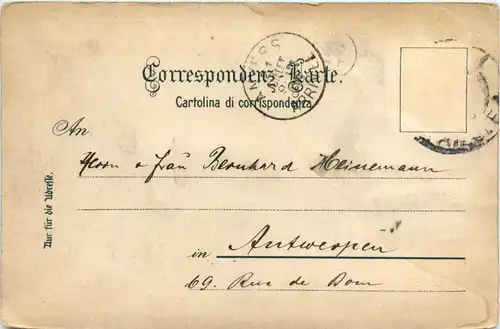 Correspondenz-Karte.
Cartolina di corrispondenza
ANVERS
An
Herrn & Frau Bernhard Heinemann
in Antwerpen
69. Rue de Bom
Nur für die Adresse.